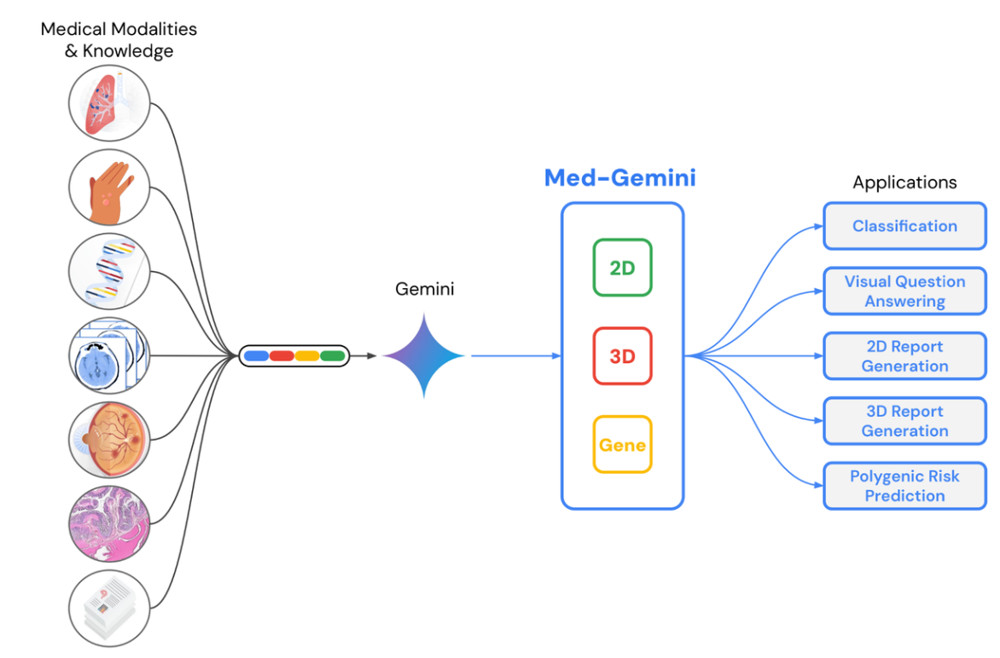 Medical Modalities
& Knowledge
Gemini
Med-Gemini
2D
3D
Gene
Applications
Classification
Visual Question
Answering
2D Report
Generation
3D Report
Generation
Polygenic Risk
Prediction